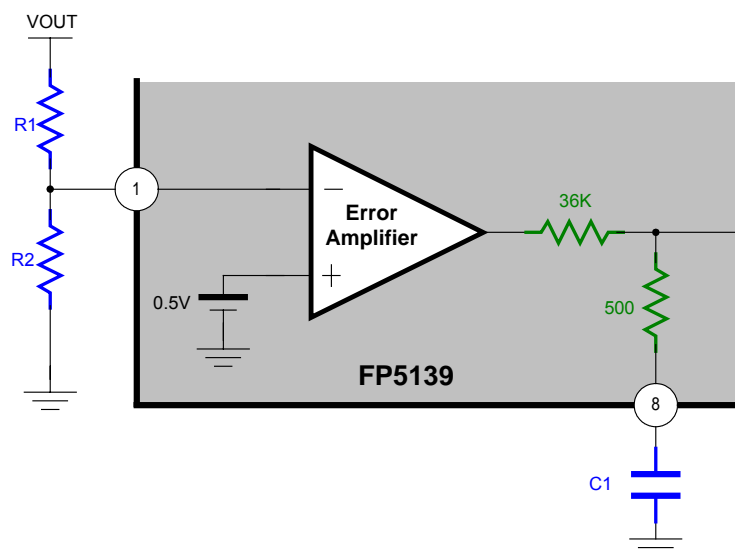 VOUT
R1
1
R2
Error
Amplifier
−
+
0.5V
36K
500
FP5139
8
C1